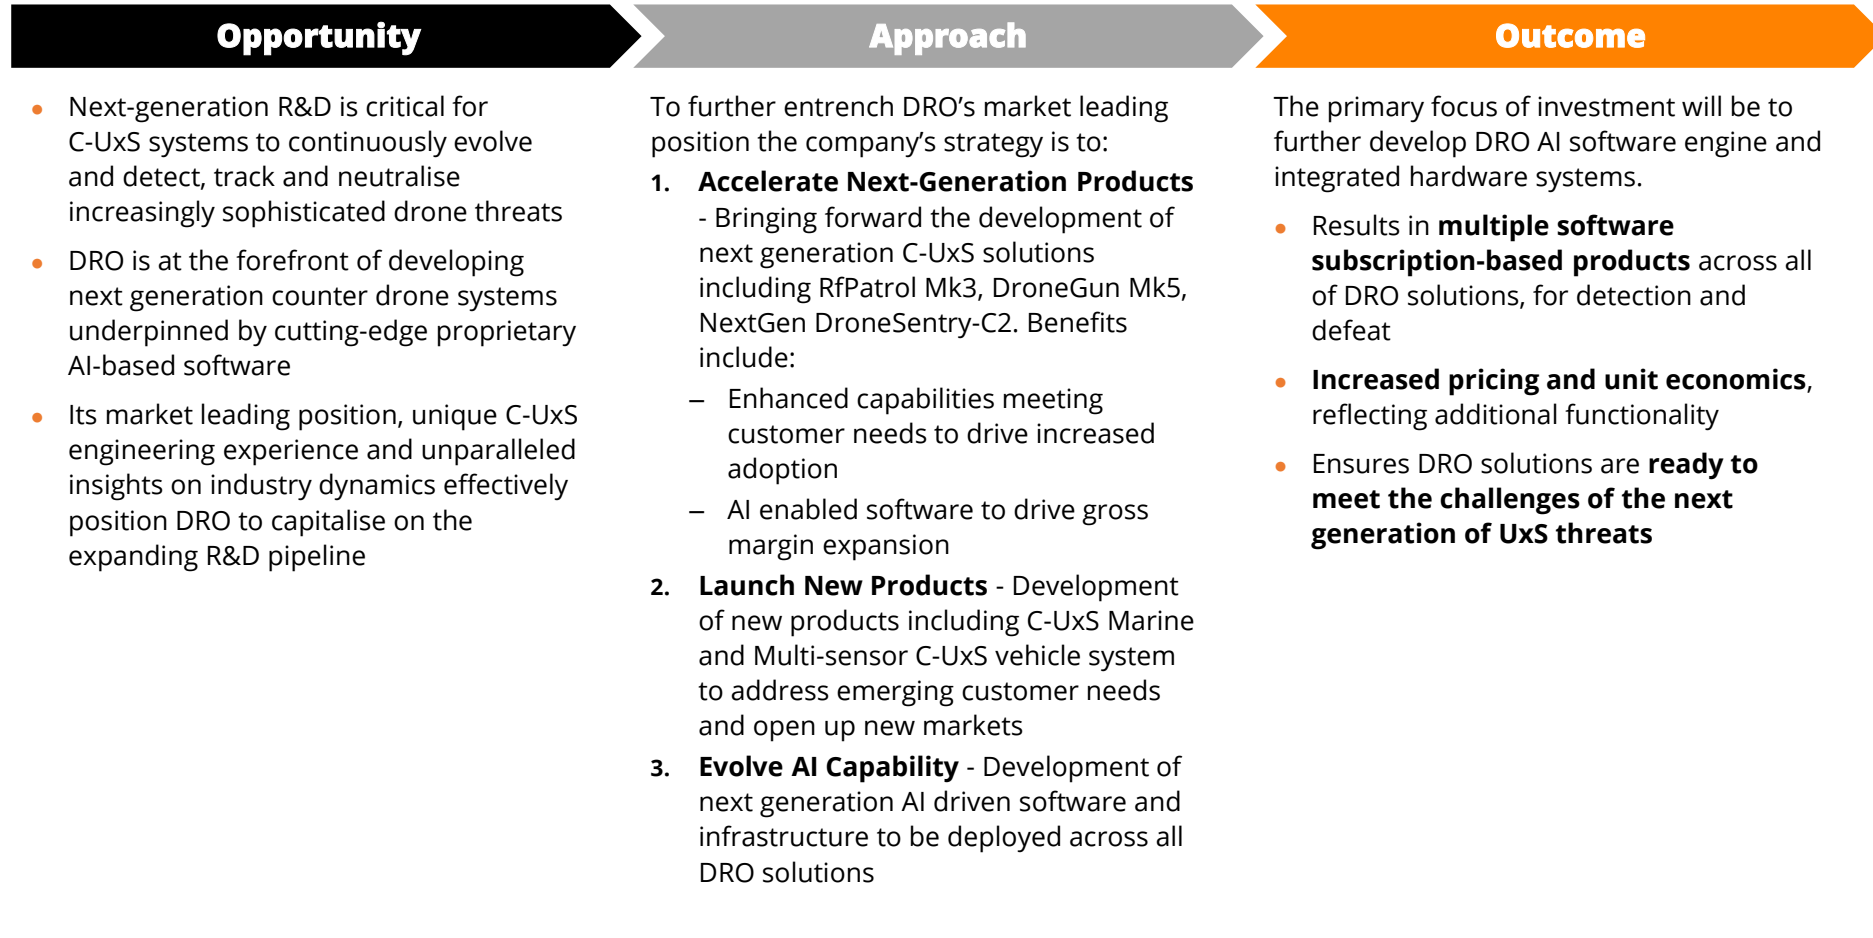 Opportunity
• Next-generation R&D is critical for
C-UxS systems to continuously evolve
and detect, track and neutralise
increasingly sophisticated drone threats
• DRO is at the forefront of developing
next generation counter drone systems
underpinned by cutting-edge proprietary
AI-based software
• Its market leading position, unique C-UxS
engineering experience and unparalleled
insights on industry dynamics effectively
position DRO to capitalise on the
expanding R&D pipeline
Approach
To further entrench DRO’s market leading
position the company’s strategy is to:
1. Accelerate Next-Generation Products
- Bringing forward the development of
next generation C-UxS solutions
including RfPatrol Mk3, DroneGun Mk5,
NextGen DroneSentry-C2. Benefits
include:
– Enhanced capabilities meeting
customer needs to drive increased
adoption
– AI enabled software to drive gross
margin expansion
2. Launch New Products - Development
of new products including C-UxS Marine
and Multi-sensor C-UxS vehicle system
to address emerging customer needs
and open up new markets
3. Evolve AI Capability - Development of
next generation AI driven software and
infrastructure to be deployed across all
DRO solutions
Outcome
The primary focus of investment will be to
further develop DRO AI software engine and
integrated hardware systems.
• Results in multiple software
subscription-based products across all
of DRO solutions, for detection and
defeat
• Increased pricing and unit economics,
reflecting additional functionality
• Ensures DRO solutions are ready to
meet the challenges of the next
generation of UxS threats